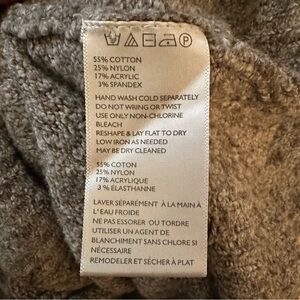 55% COTTON
25% NYLON
17% ACRYLIC
3% SPANDEX
HAND WASH COLD SEPARATELY
DO NOT WRING OR TWIST
USE ONLY NON-CHLORINE
BLEACH
RESHAPE & LAY FLAT TO DRY
LOW IRON AS NEEDED
MAY BE DRY CLEANED
55% COTON
25% NYLON
17% ACRYLIQUE
3 % ÉLASTHANNE
LAVER SÉPARÉMENT À LA MAIN À
L'EAU FROIDE
NE PAS ESSORER OU TORDRE
UTILISER UN AGENT DE
BLANCHIMENT SANS CHLORE SI
NÉCESSAIRE
REMODELER ET SÉCHER À PLAT